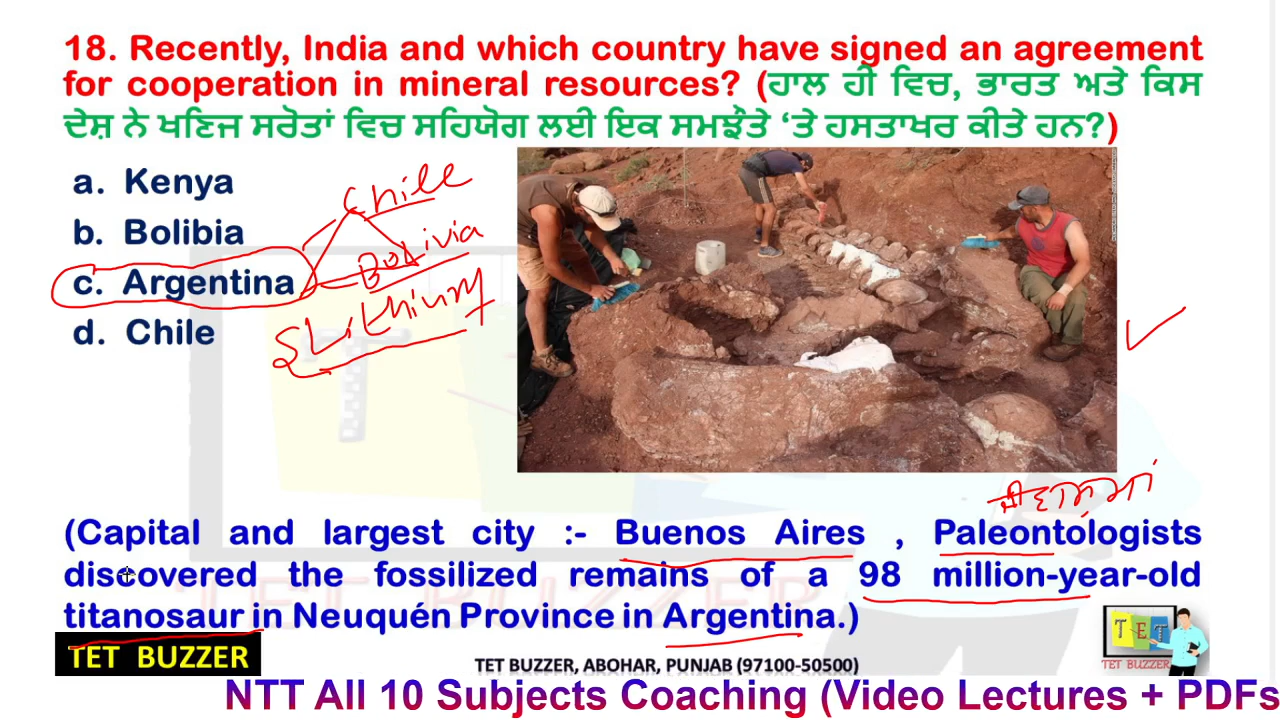 18. Recently, India and which country have signed an agreement
for cooperation in mineral resources? (ਹਾਲ ਹੀ ਵਿਚ, ਭਾਰਤ ਅਤੇ ਕਿਸ
ਦੇਸ਼ ਨੇ ਖਣਿਜ ਸਰੋਤਾਂ ਵਿਚ ਸਹਿਯੋਗ ਲਈ ਇਕ ਸਮਝੌਤੇ ‘ਤੇ ਹਸਤਾਖਰ ਕੀਤੇ ਹਨ?)
a. Kenya
Chile
b. Bolibia
Bolivia
c. Argentina
Lithium
d. Chile
(Capital and largest city :- Buenos Aires , Paleontologists
discovered the fossilized remains of a 98 million-year-old
titanosaur in Neuquén Province in Argentina.)
TET BUZZER
TET
TET BUZZER
TET BUZZER, ABOHAR, PUNJAB (97100-50500)
NTT All 10 Subjects Coaching (Video Lectures + PDFs